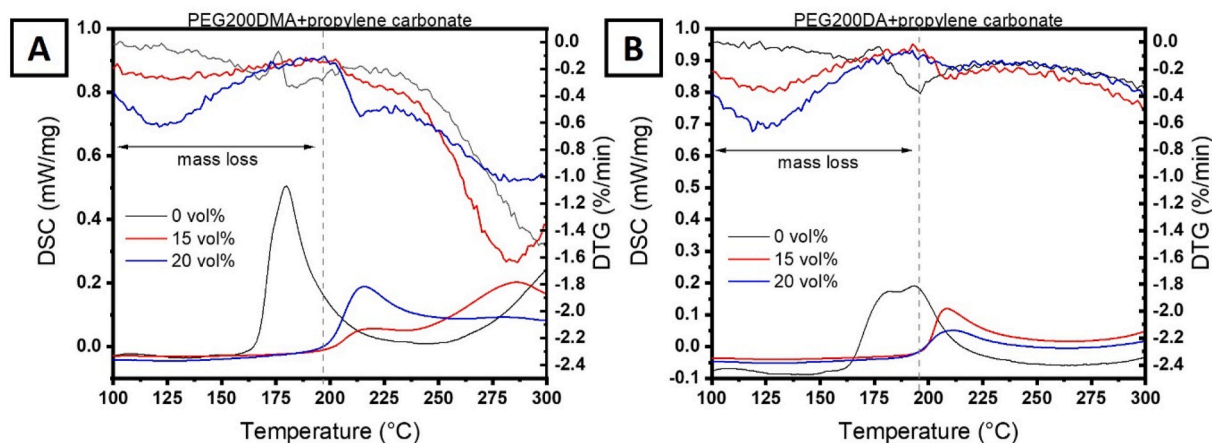 PEG200DMA+propylene carbonate
A
DSC (mW/mg)
1.0
0.8
0.6
0.4
0.2
0.0
mass loss
0 vol%
15 vol%
20 vol%
0.0
-0.2
-0.4
-0.6
-0.8
-1.0
-1.2
-1.4
-1.6
-1.8
-2.0
-2.2
-2.4
DTG (%/min)
100 125 150 175 200 225 250 275 300
Temperature (°C)
PEG200DA+propylene carbonate
B
DSC (mW/mg)
1.0
0.9
0.8
0.7
0.6
0.5
0.4
0.3
0.2
0.1
0.0
-0.1
mass loss
0 vol%
15 vol%
20 vol%
0.0
-0.2
-0.4
-0.6
-0.8
-1.0
-1.2
-1.4
-1.6
-1.8
-2.0
-2.2
-2.4
DTG (%/min)
100 125 150 175 200 225 250 275 300
Temperature (°C)